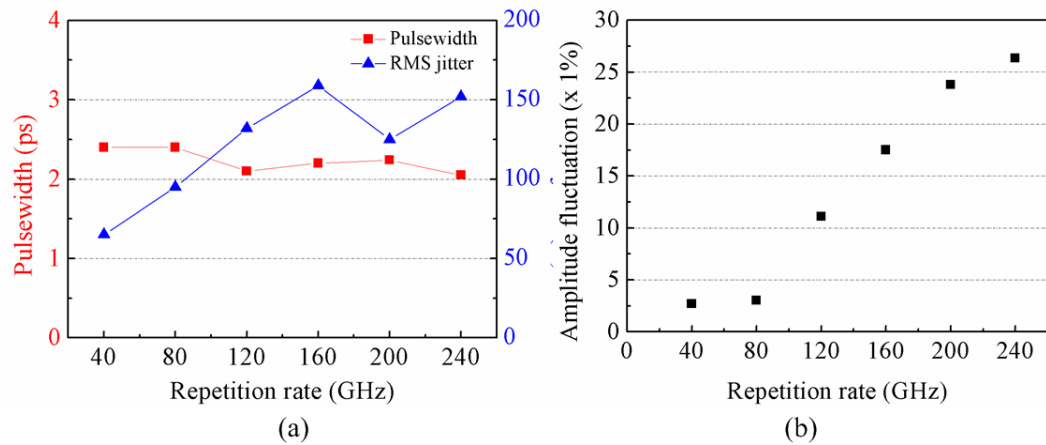 4
3
2
1
0
Pulsewidth (ps)
200
150
100
50
0
Pulsewidth
RMS jitter
40 80 120 160 200 240
Repetition rate (GHz)
(a)
30
25
20
15
10
5
0
Amplitude fluctuation (x 1%)
0 40 80 120 160 200 240
Repetition rate (GHz)
(b)